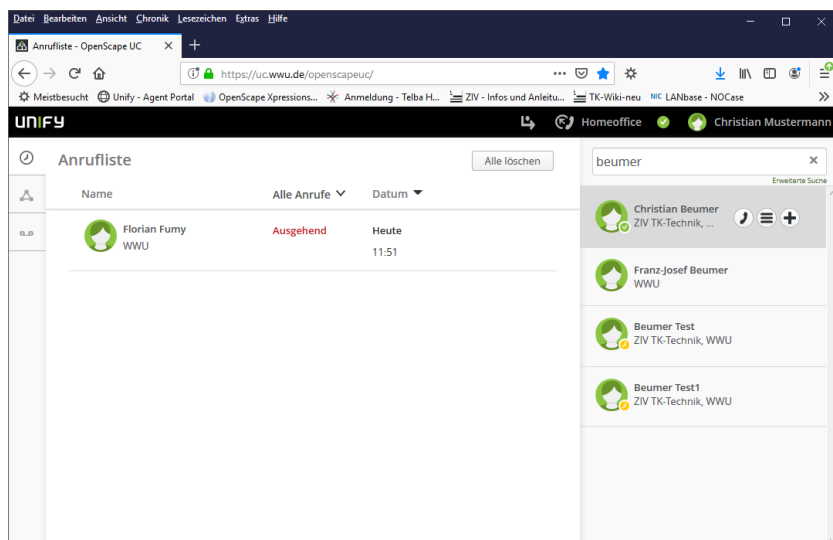 Datei Bearbeiten Ansicht Chronik Lesezeichen Extras Hilfe
Anrufliste - OpenScape UC
https://uc.wwu.de/openscapeuc/
Meistbesucht Unify - Agent Portal OpenScape Xpressions... Anmeldung - Telba H... ZIV - Infos und Anleitu... TK-Wiki-neu NIC LANbase - NOCase
UNIFY Homeoffice Christian Mustermann
Anrufliste Alle löschen
beumer
Erweiterte Suche
Name Alle Anrufe Datum
Florian Fumy Ausgehend Heute
WWU
11:51
Christian Beumer
ZIV TK-Technik, ...
Franz-Josef Beumer
WWU
Beumer Test
ZIV TK-Technik, WWU
Beumer Test1
ZIV TK-Technik, WWU